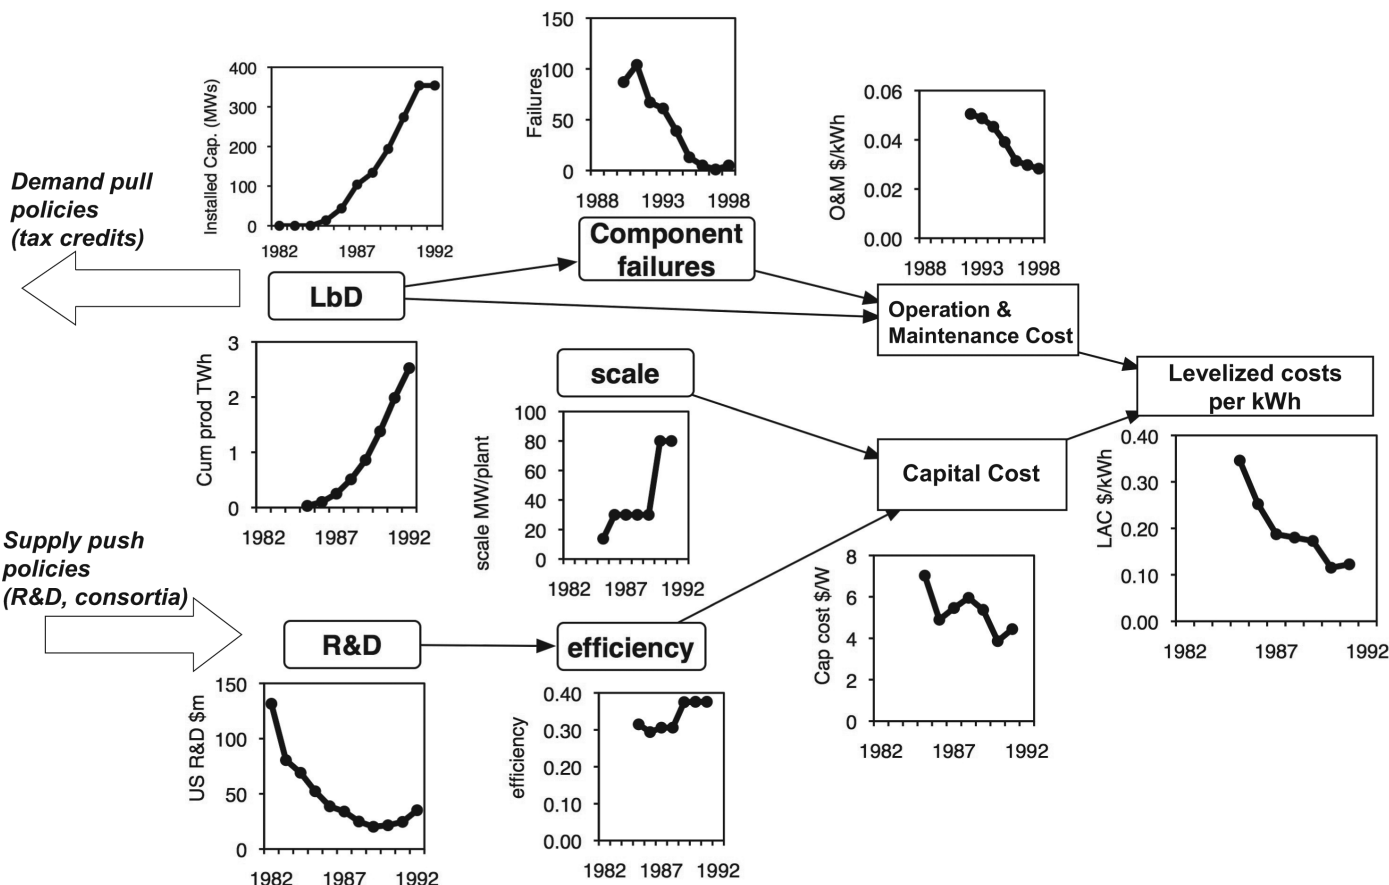 Demand pull
policies
(tax credits)
Installed Cap. (MWs)
400
300
200
100
0
1982 1987 1992
LbD
Cum prod TWh
3
2
1
0
1982 1987 1992
Failures
150
100
50
0
1988 1993 1998
Component
failures
O&M $/kWh
0.06
0.04
0.02
0.00
1988 1993 1998
Operation &
Maintenance Cost
scale
scale MW/plant
100
80
60
40
20
0
1982 1987 1992
Capital Cost
Levelized costs
per kWh
LAC $/kWh
0.40
0.30
0.20
0.10
0.00
1982 1987 1992
Cap cost $/W
8
6
4
2
0
1982 1987 1992
Supply push
policies
(R&D, consortia)
R&D
US R&D $m
150
100
50
0
1982 1987 1992
efficiency
efficiency
0.40
0.30
0.20
0.10
0.00
1982 1987 1992